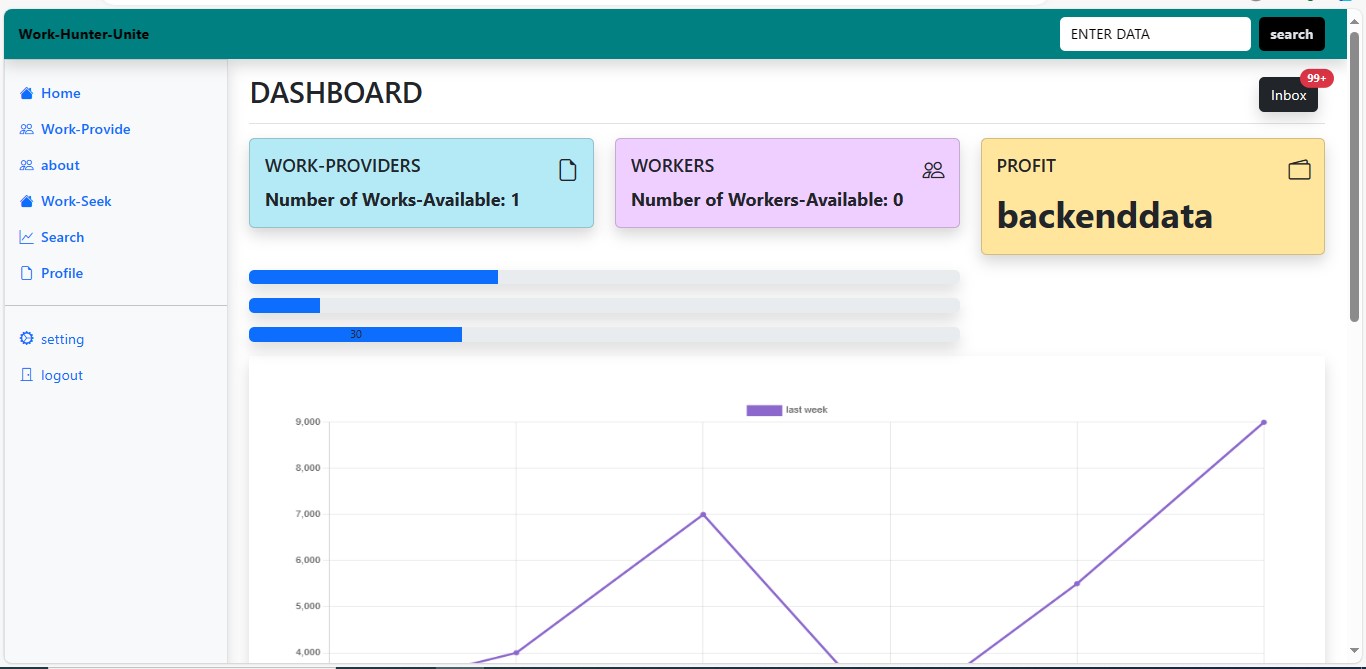 Work-Hunter-Unite
ENTER DATA
search
Home
Work-Provide
about
Work-Seek
Search
Profile
setting
logout
DASHBOARD
Inbox
99+
WORK-PROVIDERS
Number of Works-Available: 1
WORKERS
Number of Workers-Available: 0
PROFIT
backenddata
30
last week
9,000
8,000
7,000
6,000
5,000
4,000